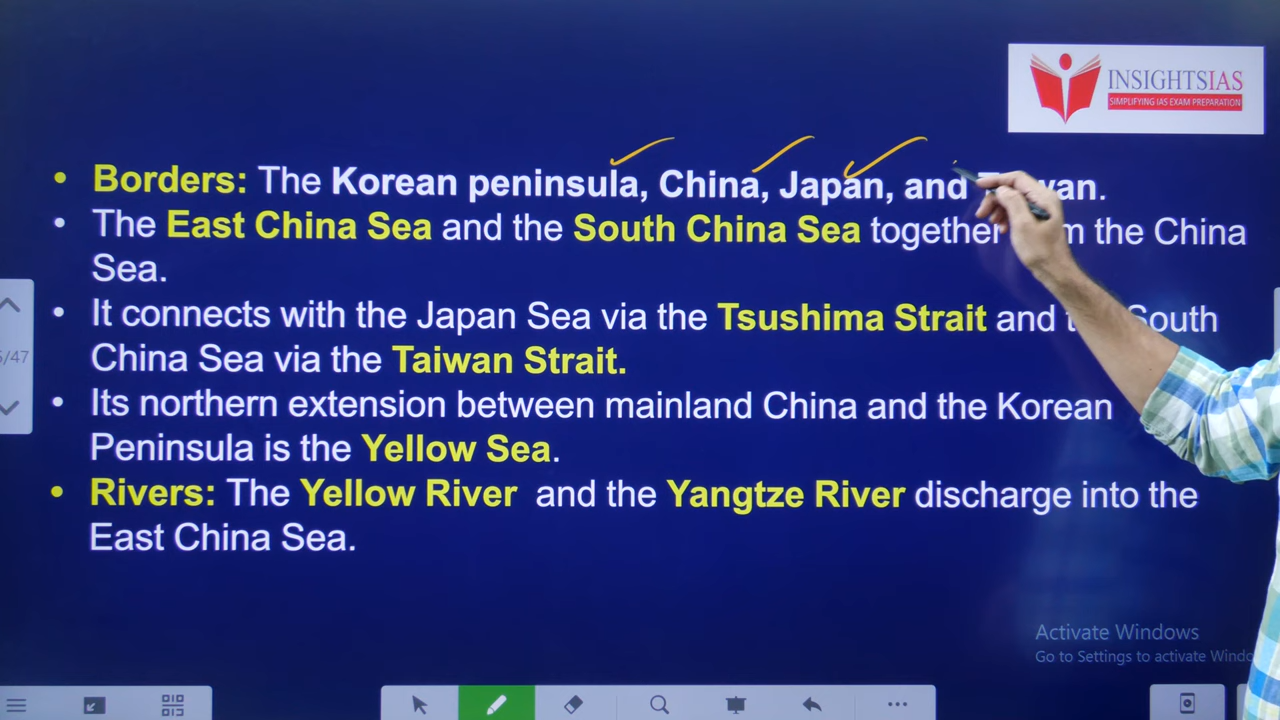 INSIGHTSIAS
SIMPLIFYING IAS EXAM PREPARATION
• Borders: The Korean peninsula, China, Japan, and
• The East China Sea and the South China Sea together the China
Sea.
• It connects with the Japan Sea via the Tsushima Strait and South
China Sea via the Taiwan Strait.
• Its northern extension between mainland China and the Korean
Peninsula is the Yellow Sea.
• Rivers: The Yellow River and the Yangtze River discharge into the
East China Sea.
/47
Activate Windows
Go to Settings to activate